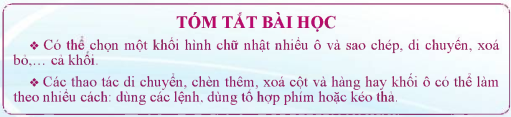 TÓM TẮT BÀI HỌC
❖ Có thể chọn một khối hình chữ nhật nhiều ô và sao chép, di chuyển, xoá
bỏ,... cả khối.
❖ Các thao tác di chuyển, chèn thêm, xoá cột và hàng hay khối ô có thể làm
theo nhiều cách: dùng các lệnh, dùng tổ hợp phím hoặc kéo thả.